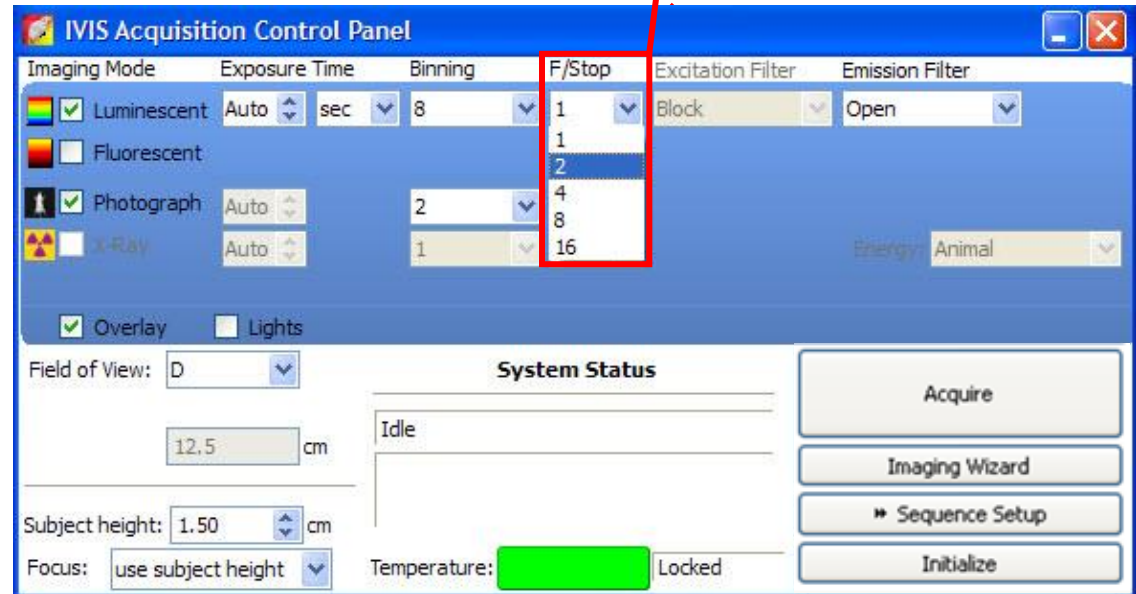 IVIS Acquisition Control Panel
Imaging Mode Exposure Time Binning F/Stop Excitation Filter Emission Filter
Luminescent Auto sec 8 1 Block Open
1
Fluorescent
2
Photograph Auto 2 4
8
X-Ray Auto 1 16 Energy: Animal
Overlay Lights
Field of View: D System Status
Acquire
12.5 cm Idle
Imaging Wizard
Subject height: 1.50 cm Sequence Setup
Focus: use subject height Temperature: Locked Initialize